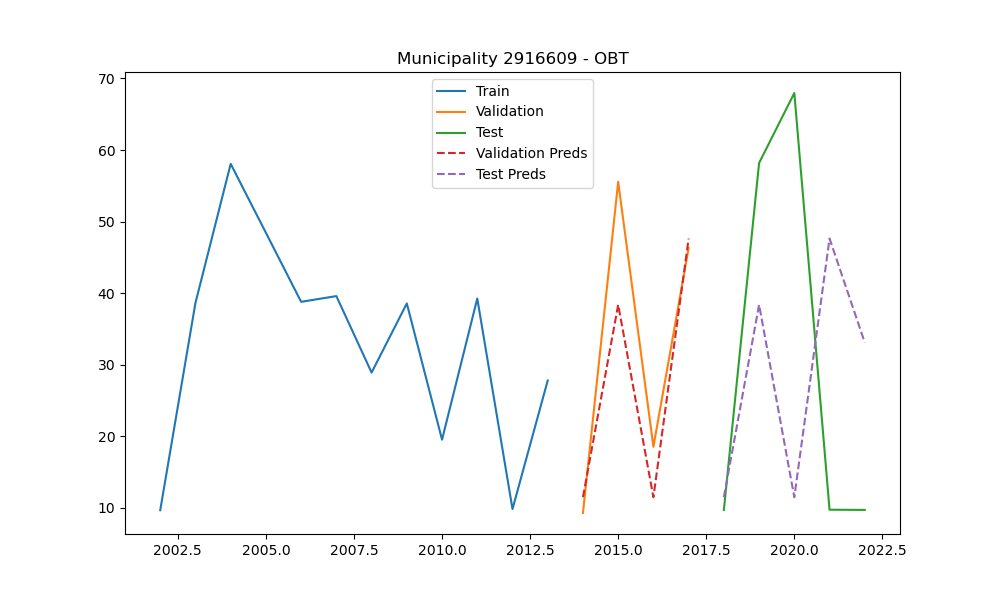 Municipality 2916609 - OBT
70
60
50
40
30
20
10
Train
Validation
Test
Validation Preds
Test Preds
2002.5 2005.0 2007.5 2010.0 2012.5 2015.0 2017.5 2020.0 2022.5